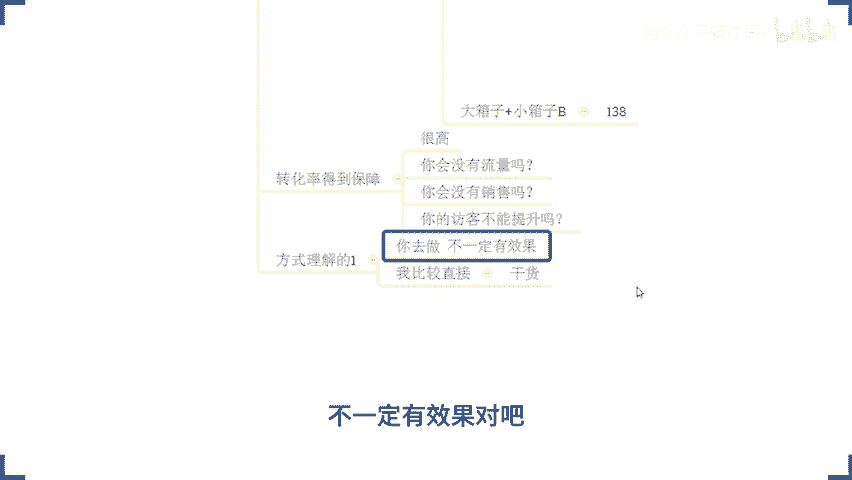 大箱子+小箱子B 138
很高
你会没有流量吗？
转化率得到保障
你会没有销售吗？
你的访客不能提升吗？
你去做 不一定有效果
方式理解的1
我比较直接 干货
不一定有效果对吧